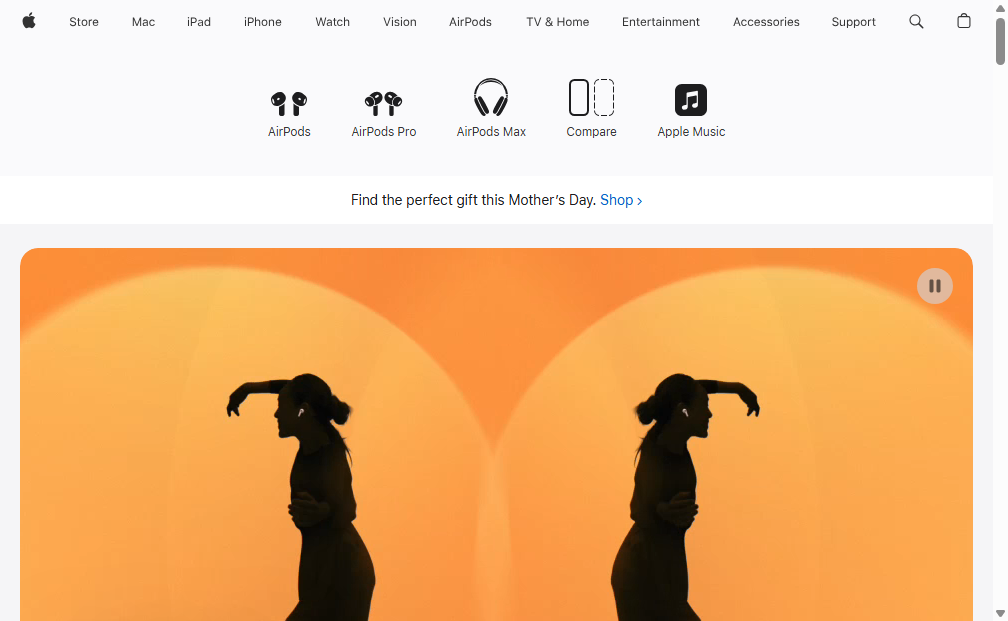 Store Mac iPad iPhone Watch Vision AirPods TV & Home Entertainment Accessories Support
AirPods AirPods Pro AirPods Max Compare Apple Music
Find the perfect gift this Mother's Day. Shop >